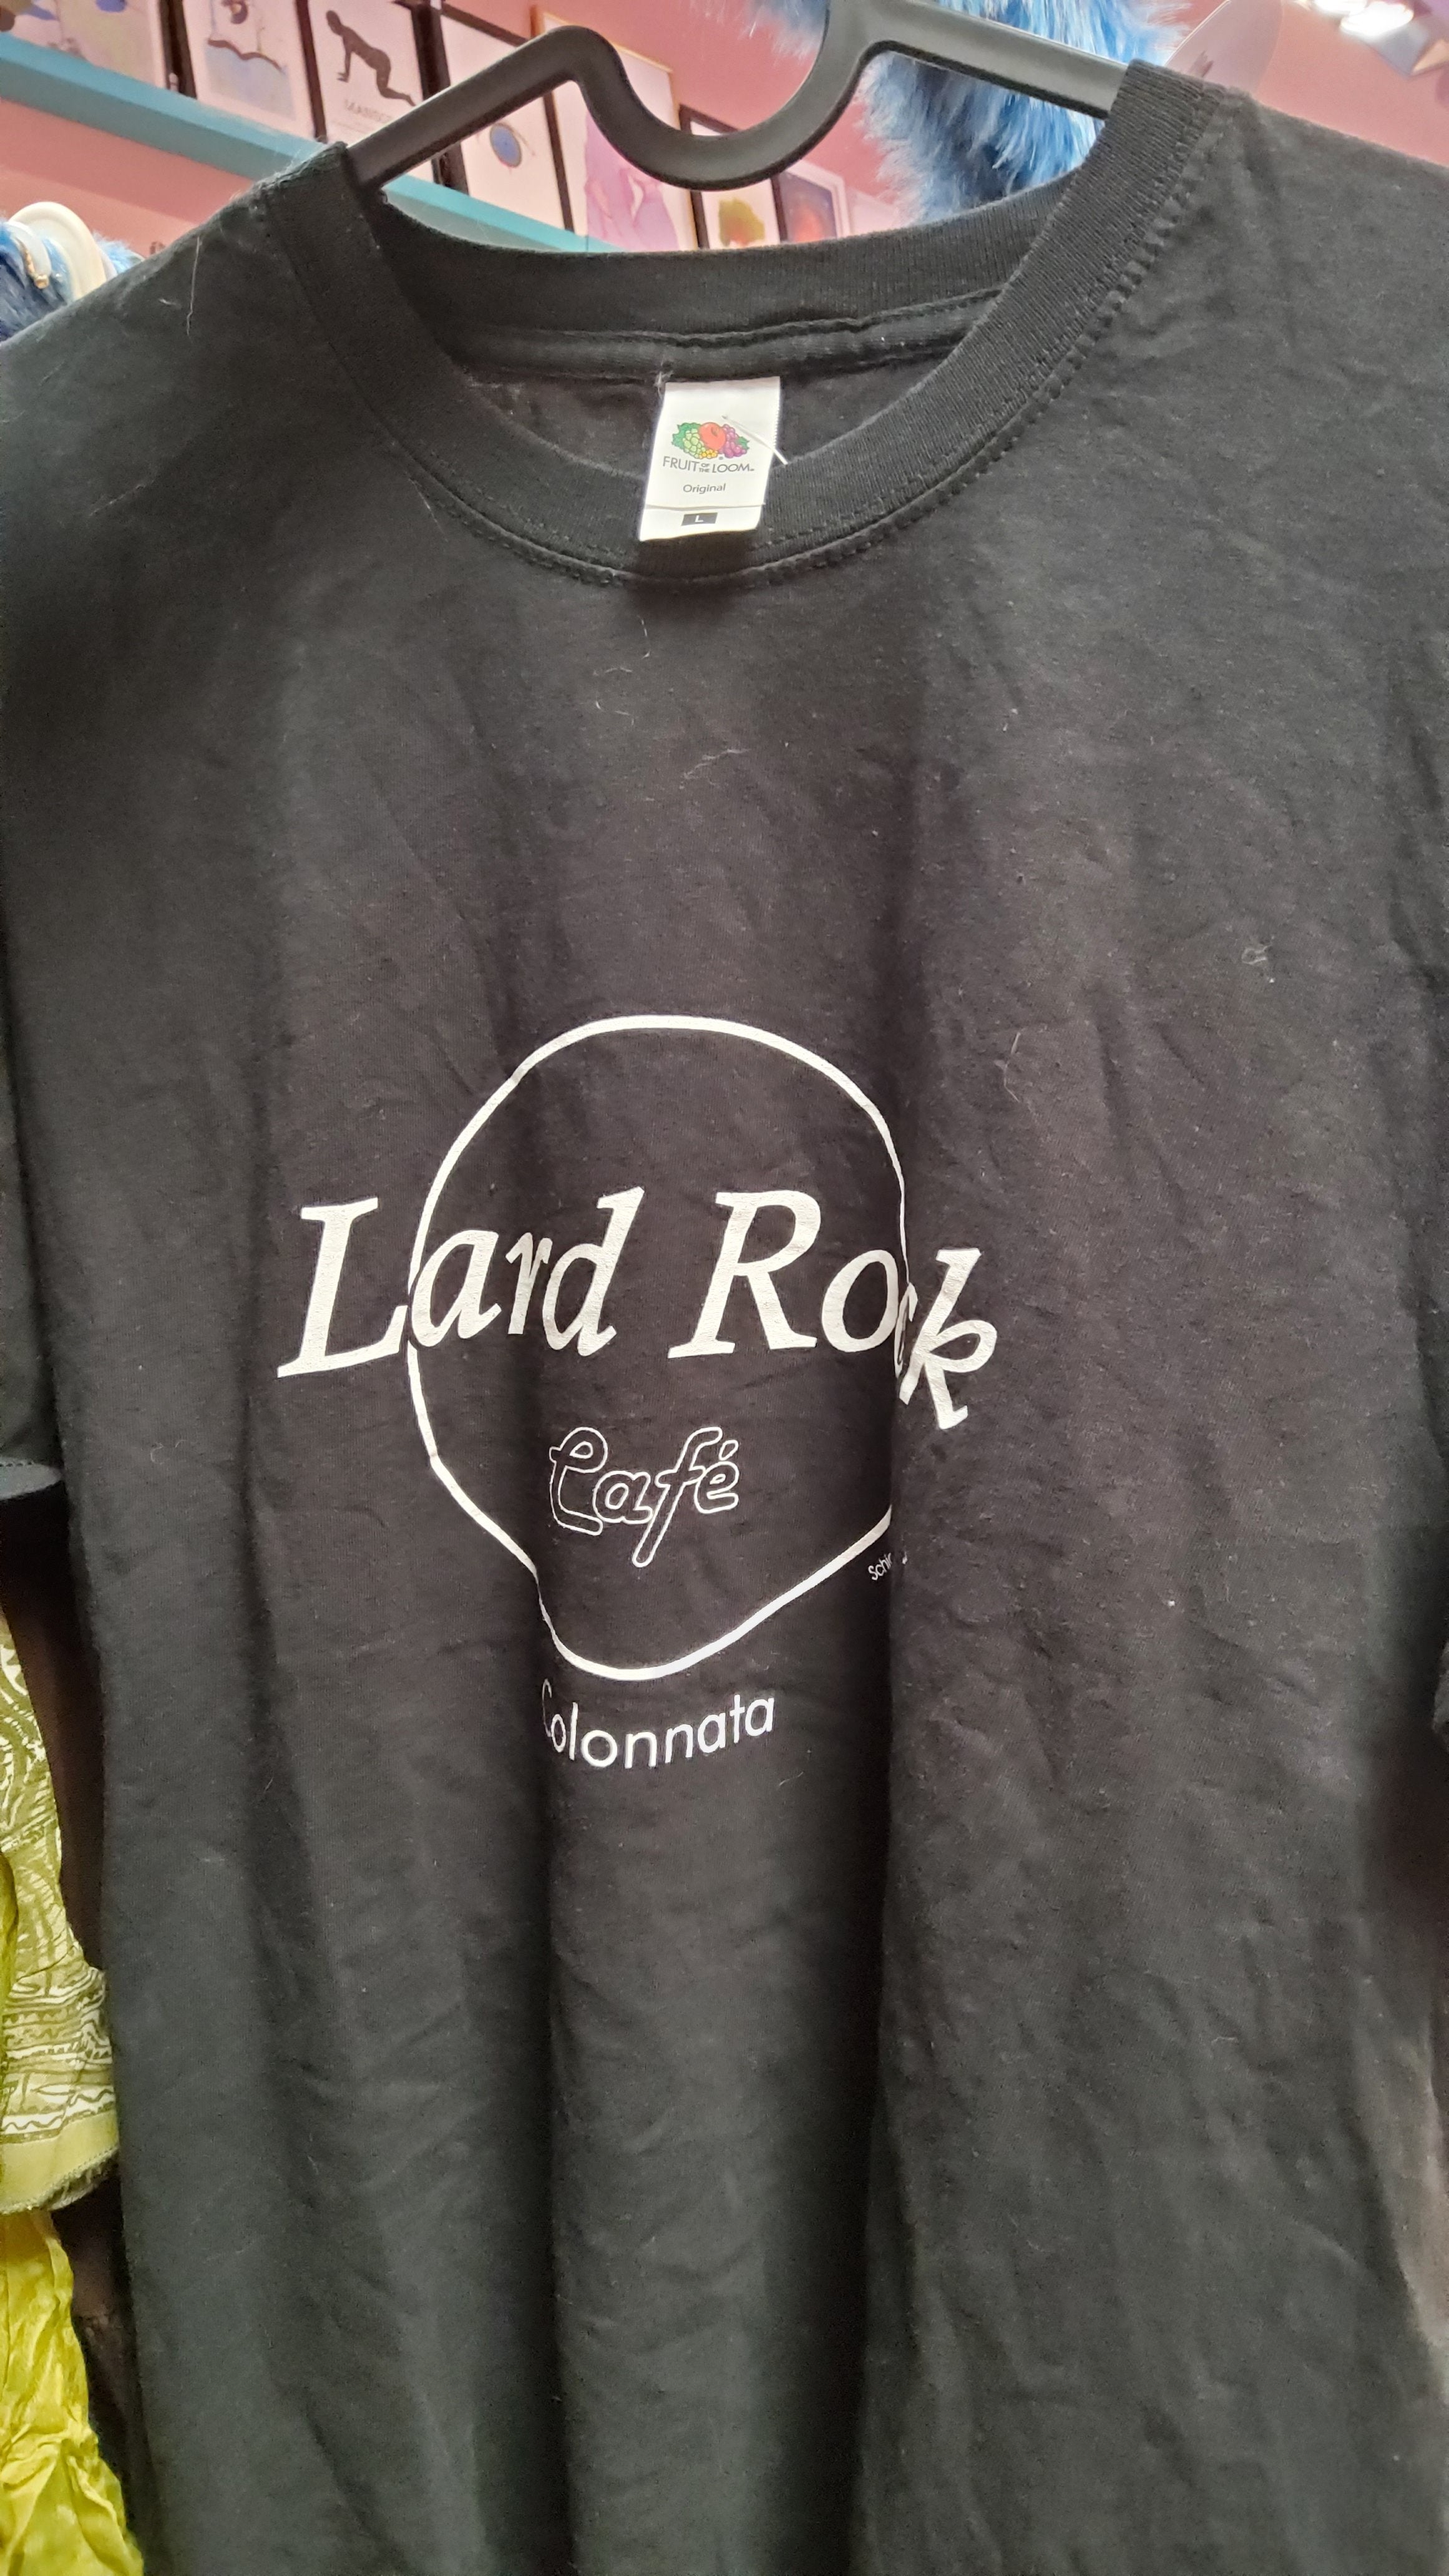 FRUIT OF THE LOOM
Original
L
Lard Rock
Café
Colonnata